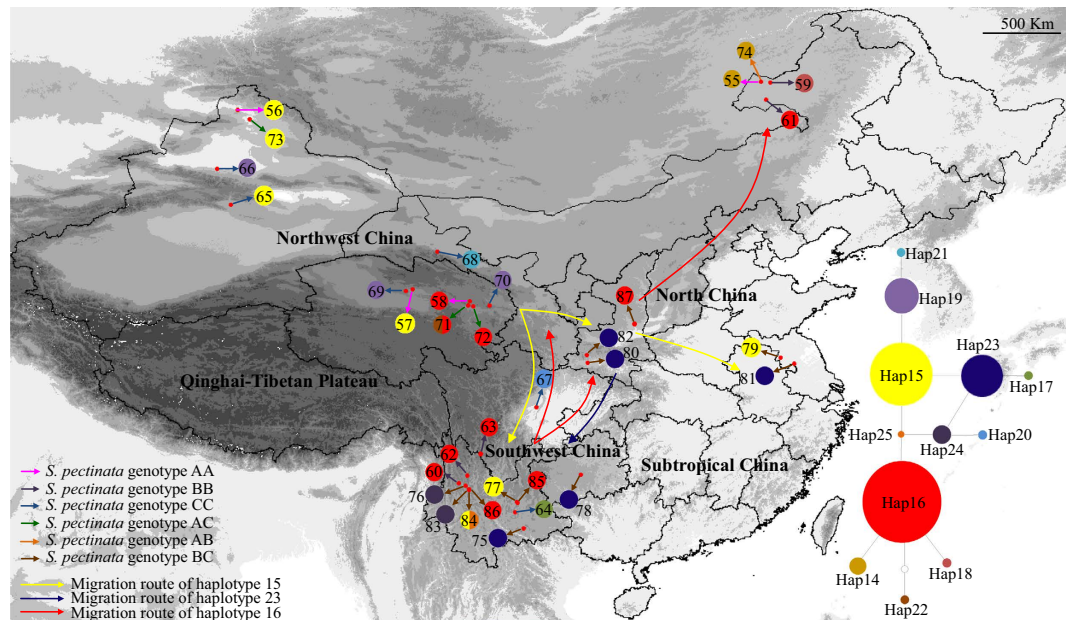 500 Km
74
55
59
61
56
73
66
65
Northwest China
68
69
70
58
57
71
72
87
North China
82
80
79
81
Qinghai-Tibetan Plateau
67
63
62
60
Southwest China
Subtropical China
76
77
85
83
84
86
64
78
75
Hap21
Hap19
Hap23
Hap15
Hap17
Hap25
Hap24
Hap20
Hap16
Hap14
Hap18
Hap22
S. pectinata genotype AA
S. pectinata genotype BB
S. pectinata genotype CC
S. pectinata genotype AC
S. pectinata genotype AB
S. pectinata genotype BC
Migration route of haplotype 15
Migration route of haplotype 23
Migration route of haplotype 16